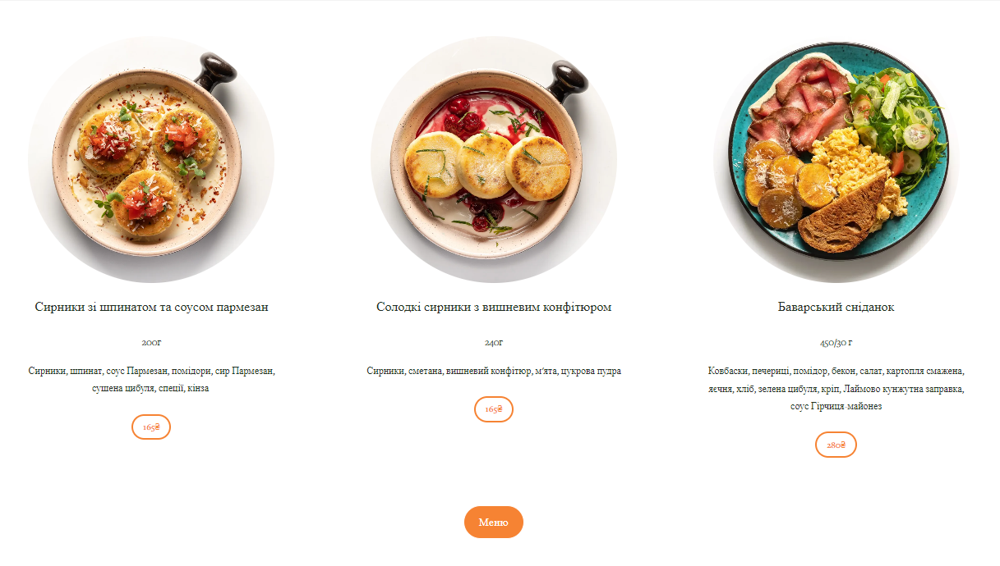 Сирники зі шпинатом та соусом пармезан
200г
Сирники, шпинат, соус Пармезан, помідори, сир Пармезан,
сушена цибуля, спеції, кінза
165₴
Солодкі сирники з вишневим конфітюром
240г
Сирники, сметана, вишневий конфітюр, м'ята, цукрова пудра
165₴
Баварський сніданок
450/30 г
Ковбаски, печериці, помідор, бекон, салат, картопля смажена,
яєчня, хліб, зелена цибуля, кріп, Лаймово кунжутна заправка,
соус Гірчиця-майонез
280₴
Меню